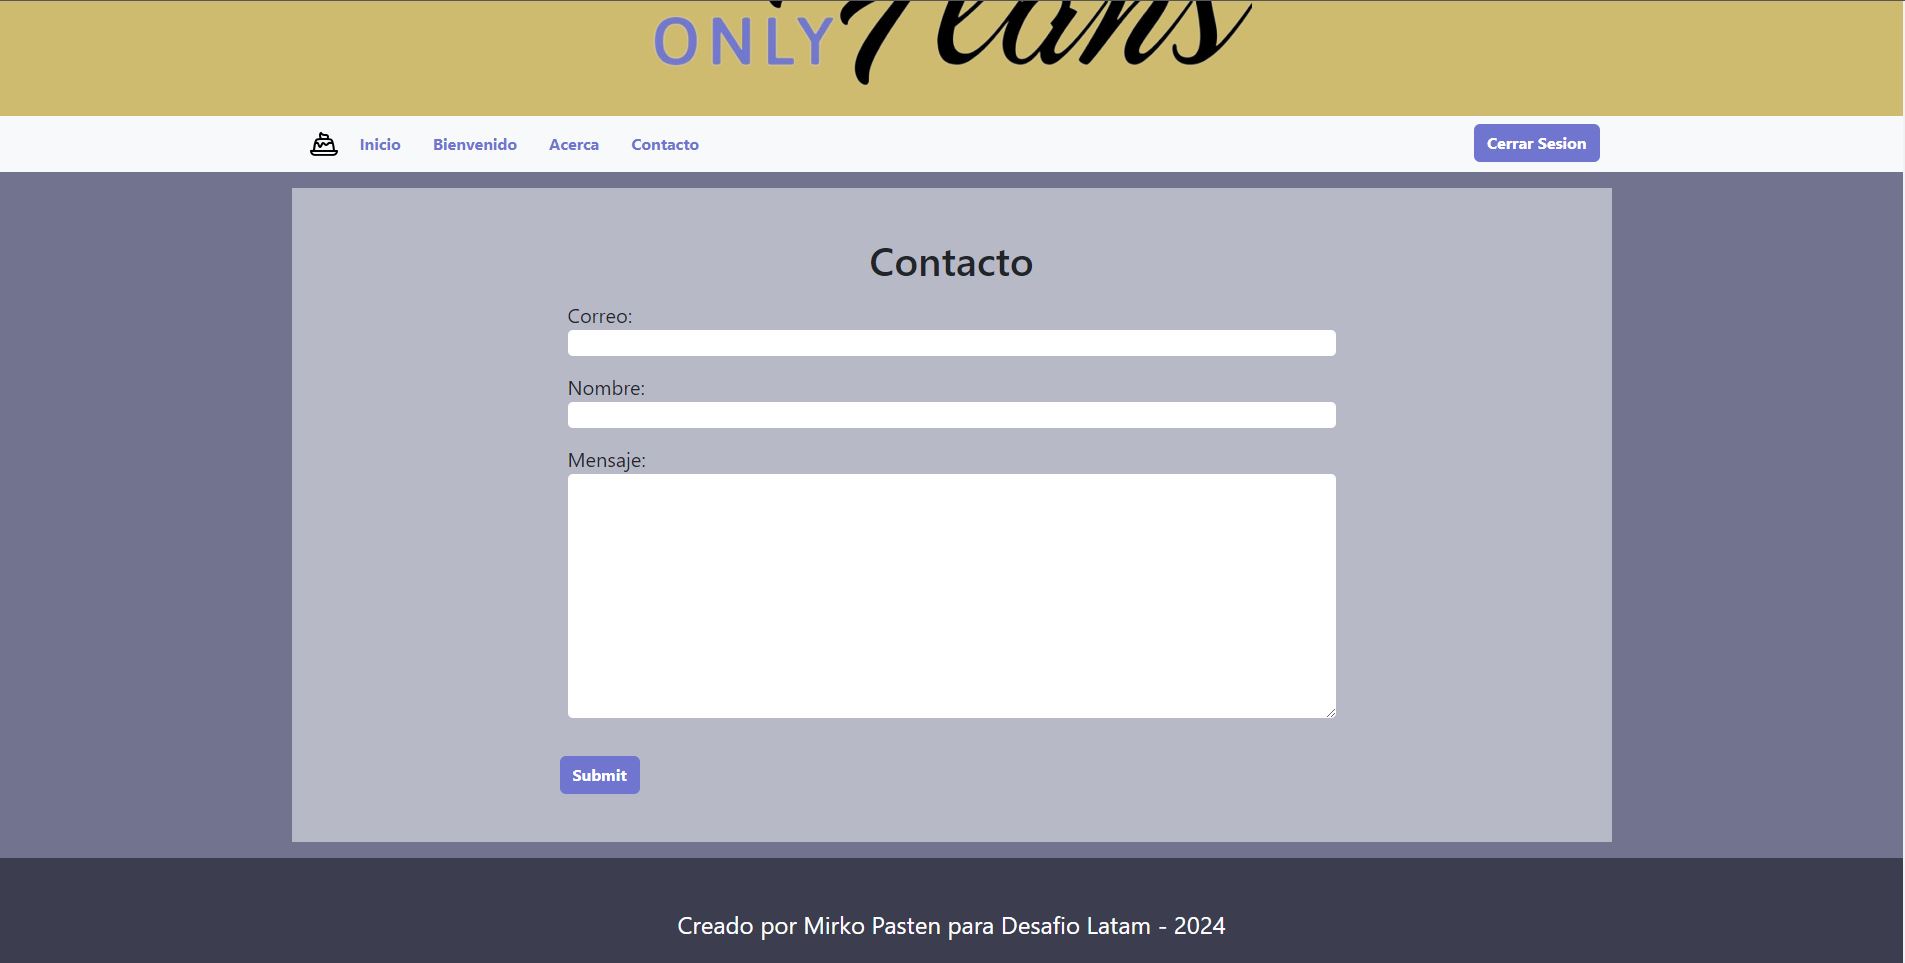 ONLY
Inicio Bienvenido Acerca Contacto Cerrar Sesion
Contacto
Correo:
Nombre:
Mensaje:
Submit
Creado por Mirko Pasten para Desafio Latam - 2024